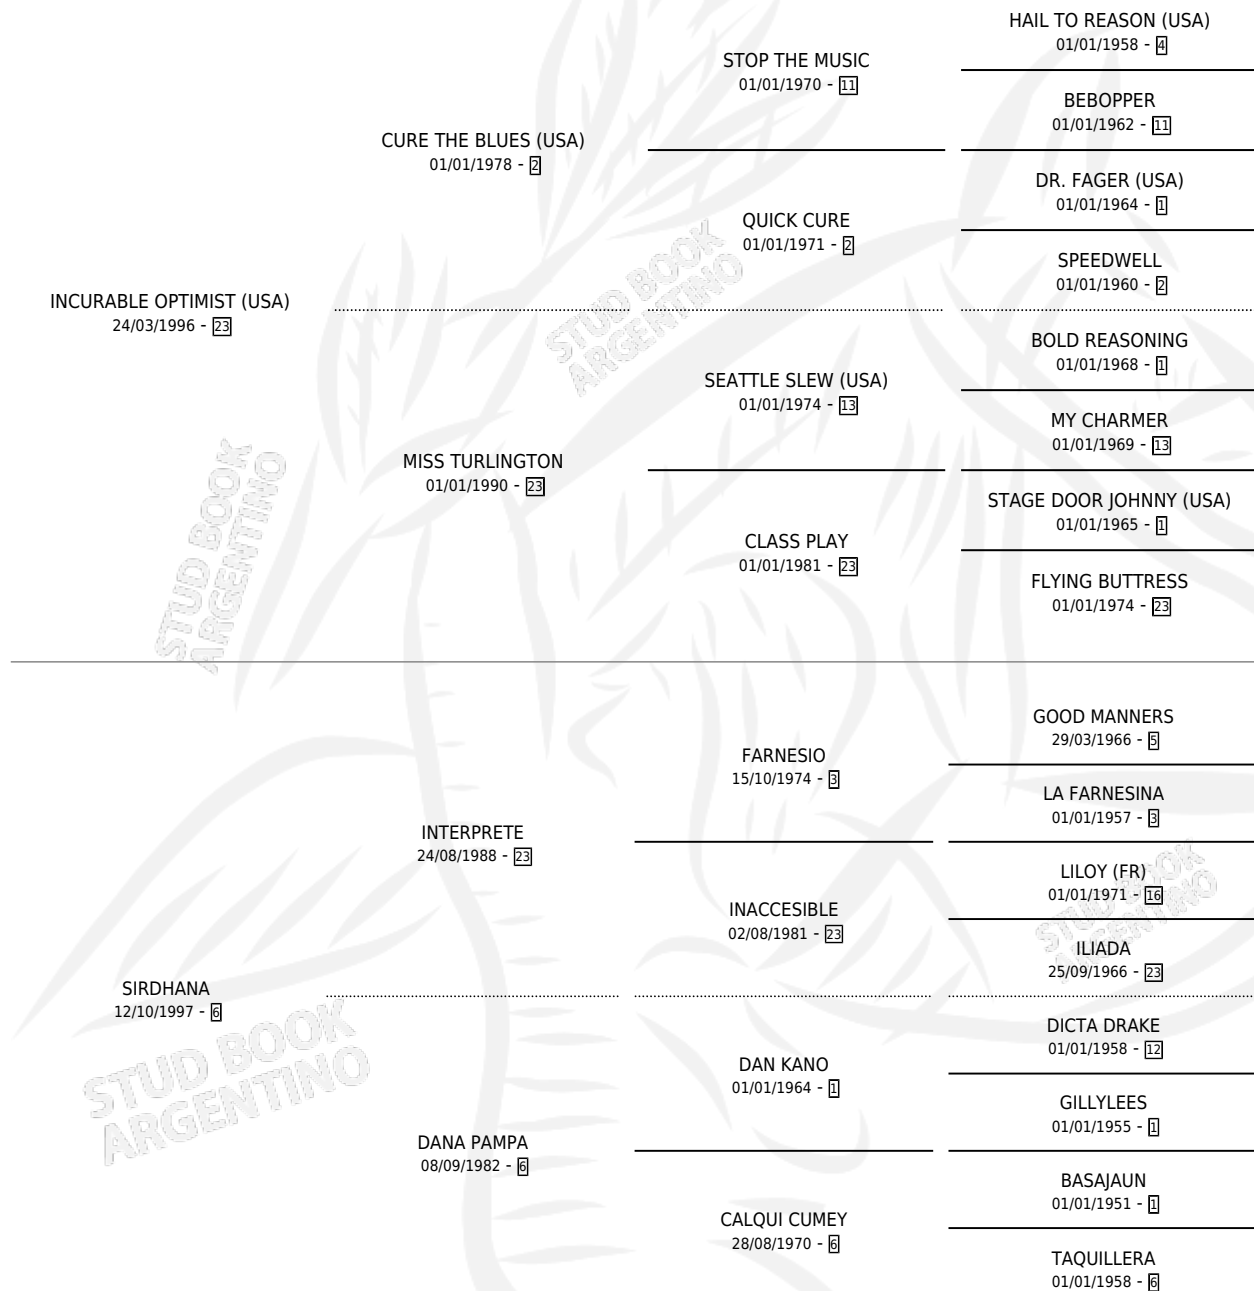 HAIL TO REASON (USA)
01/01/1958 - 4
STOP THE MUSIC
01/01/1970 - 11
BEBOPPER
01/01/1962 - 11
CURE THE BLUES (USA)
01/01/1978 - 2
DR. FAGER (USA)
01/01/1964 - 1
QUICK CURE
01/01/1971 - 2
SPEEDWELL
01/01/1960 - 2
INCURABLE OPTIMIST (USA)
24/03/1996 - 23
STUD BOOK
ARGENTINO
BOLD REASONING
01/01/1968 - 1
SEATTLE SLEW (USA)
01/01/1974 - 13
MY CHARMER
01/01/1969 - 13
MISS TURLINGTON
01/01/1990 - 23
STAGE DOOR JOHNNY (USA)
01/01/1965 - 1
CLASS PLAY
01/01/1981 - 23
FLYING BUTTRESS
01/01/1974 - 23
STUD BOOK
ARGENTINO
GOOD MANNERS
29/03/1966 - 5
FARNESIO
15/10/1974 - 3
LA FARNESINA
01/01/1957 - 3
INTERPRETE
24/08/1988 - 23
LILOY (FR)
01/01/1971 - 16
INACCESIBLE
02/08/1981 - 23
STUD BOOK
ARGENTINO
ILIADA
25/09/1966 - 23
SIRDHANA
12/10/1997 - 6
STUD BOOK
ARGENTINO
DICTA DRAKE
01/01/1958 - 12
DAN KANO
01/01/1964 - 1
GILLYLEES
01/01/1955 - 1
DANA PAMPA
08/09/1982 - 6
BASAJAUN
01/01/1951 - 1
CALQUI CUMEY
28/08/1970 - 6
TAQUILLERA
01/01/1958 - 6